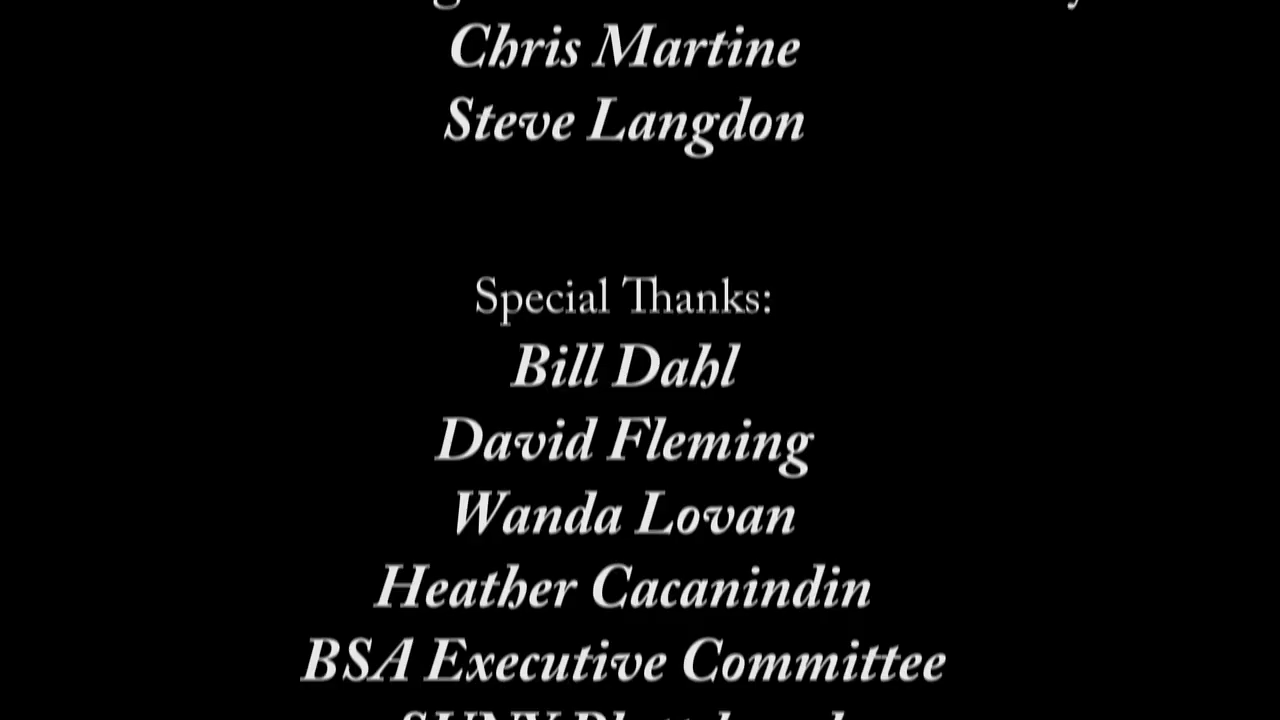 Chris Martine
Steve Langdon
Special Thanks:
Bill Dahl
David Fleming
Wanda Lovan
Heather Cacanindin
BSA Executive Committee